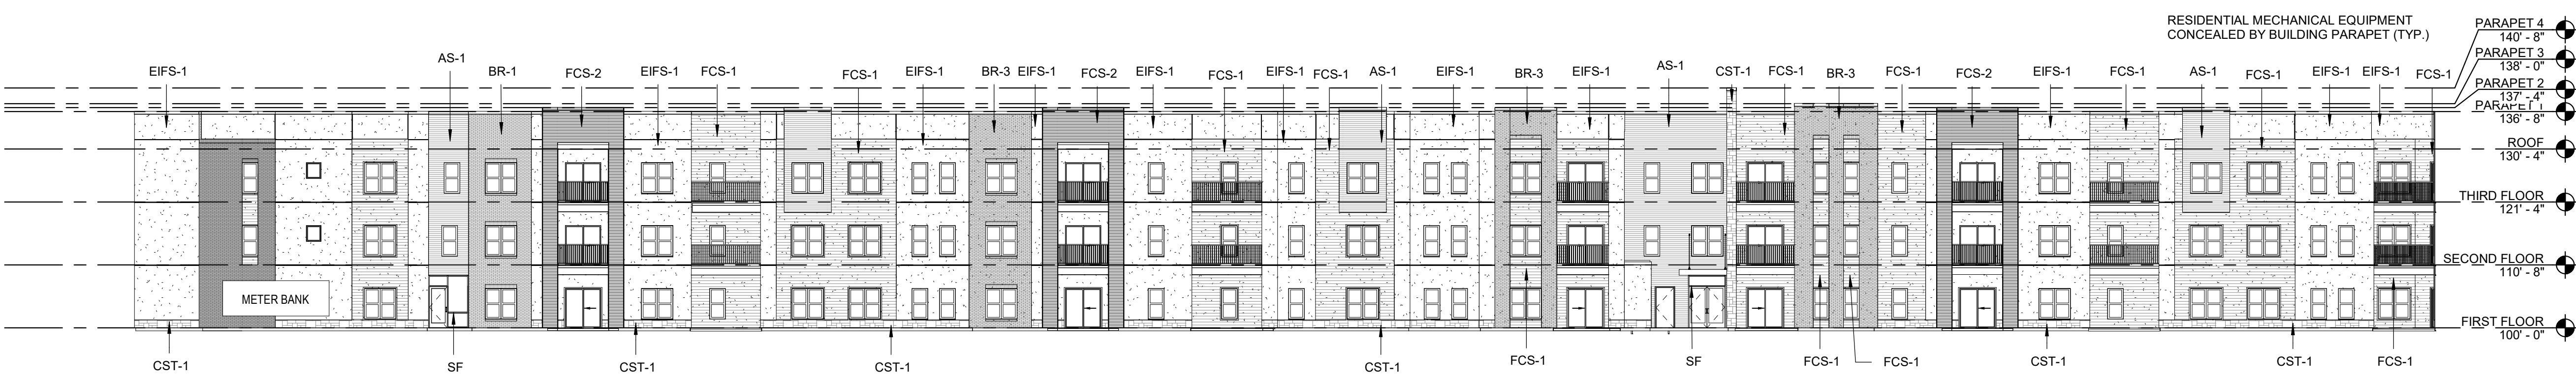 RESIDENTIAL MECHANICAL EQUIPMENT
CONCEALED BY BUILDING PARAPET (TYP.)
PARAPET 4
140' - 8"
PARAPET 3
138' - 0"
PARAPET 2
137' - 4"
PARAPET 1
136' - 8"
ROOF
130' - 4"
THIRD FLOOR
121' - 4"
SECOND FLOOR
110' - 8"
FIRST FLOOR
100' - 0"
EIFS-1
AS-1
BR-1
FCS-2
EIFS-1
FCS-1
FCS-1
EIFS-1
BR-3
EIFS-1
FCS-2
EIFS-1
FCS-1
EIFS-1
FCS-1
AS-1
EIFS-1
BR-3
EIFS-1
AS-1
CST-1
FCS-1
BR-3
FCS-1
FCS-2
EIFS-1
FCS-1
AS-1
FCS-1
EIFS-1
EIFS-1
FCS-1
METER BANK
CST-1
SF
CST-1
CST-1
CST-1
FCS-1
SF
FCS-1
FCS-1
CST-1
CST-1
FCS-1